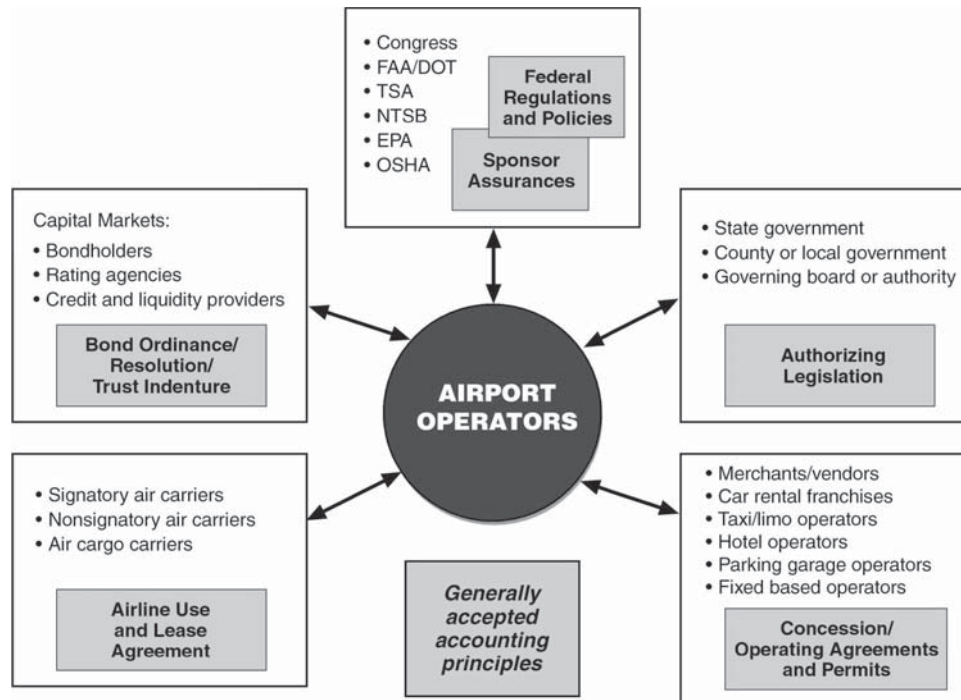 • Congress
• FAA/DOT
• TSA
• NTSB
• EPA
• OSHA
Federal
Regulations
and Policies
Sponsor
Assurances
Capital Markets:
• Bondholders
• Rating agencies
• Credit and liquidity providers
Bond Ordinance/
Resolution/
Trust Indenture
• State government
• County or local government
• Governing board or authority
Authorizing
Legislation
AIRPORT
OPERATORS
• Signatory air carriers
• Nonsignatory air carriers
• Air cargo carriers
Airline Use
and Lease
Agreement
Generally
accepted
accounting
principles
• Merchants/vendors
• Car rental franchises
• Taxi/limo operators
• Hotel operators
• Parking garage operators
• Fixed based operators
Concession/
Operating Agreements
and Permits